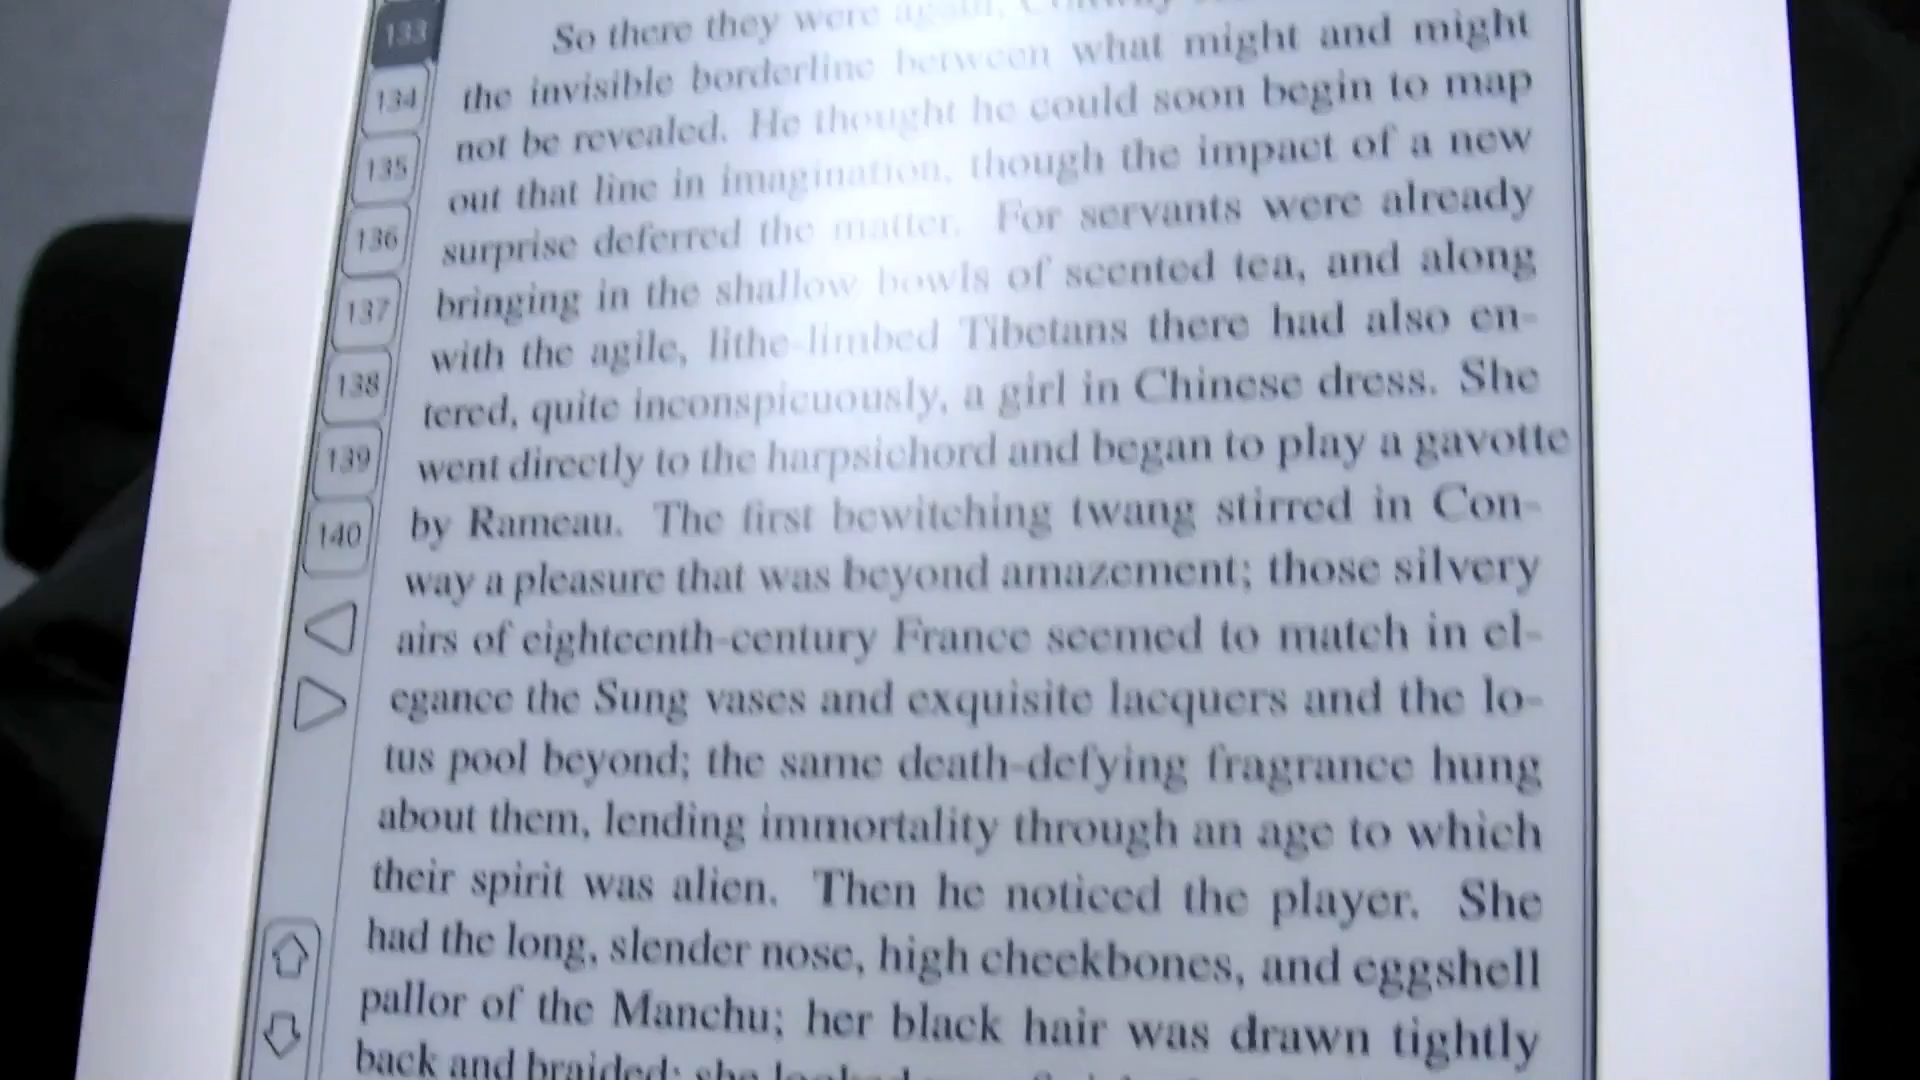 133
134
135
136
137
138
139
140
So there they were again, Conway
the invisible borderline between what might and might
not be revealed. He thought he could soon begin to map
out that line in imagination, though the impact of a new
surprise deferred the matter. For servants were already
bringing in the shallow bowls of scented tea, and along
with the agile, lithe-limbed Tibetans there had also en-
tered, quite inconspicuously, a girl in Chinese dress. She
went directly to the harpsichord and began to play a gavotte
by Rameau. The first bewitching twang stirred in Con-
way a pleasure that was beyond amazement; those silvery
airs of eighteenth-century France seemed to match in el-
egance the Sung vases and exquisite lacquers and the lo-
tus pool beyond; the same death-defying fragrance hung
about them, lending immortality through an age to which
their spirit was alien. Then he noticed the player. She
had the long, slender nose, high cheekbones, and eggshell
pallor of the Manchu; her black hair was drawn tightly
back and braided; she looked